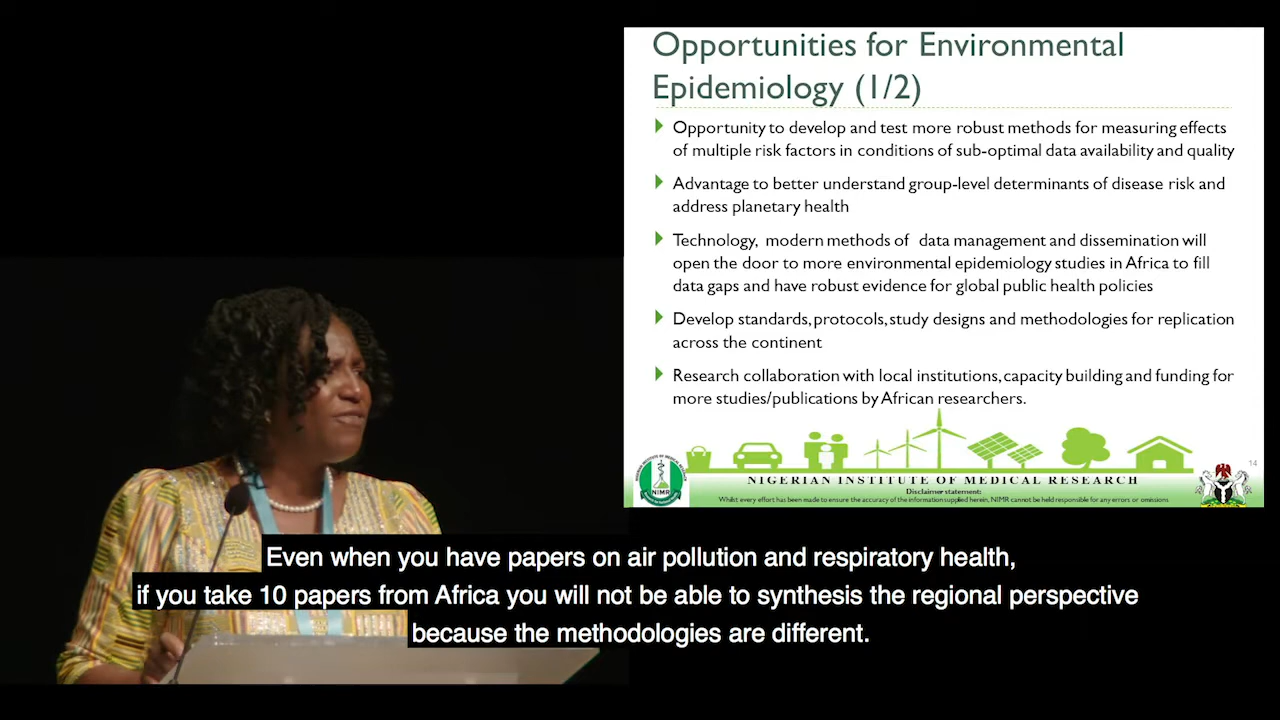 Opportunities for Environmental
Epidemiology (1/2)
Opportunity to develop and test more robust methods for measuring effects
of multiple risk factors in conditions of sub-optimal data availability and quality
Advantage to better understand group-level determinants of disease risk and
address planetary health
Technology, modern methods of data management and dissemination will
open the door to more environmental epidemiology studies in Africa to fill
data gaps and have robust evidence for global public health policies
Develop standards, protocols, study designs and methodologies for replication
across the continent
Research collaboration with local institutions, capacity building and funding for
more studies/publications by African researchers.
14
NIMR
NIGERIAN INSTITUTE OF MEDICAL RESEARCH
Disclaimer statement:
Whilst every effort has been made to ensure the accuracy of the information supplied herein, NIMR cannot be held responsible for any errors or omissions
Even when you have papers on air pollution and respiratory health,
if you take 10 papers from Africa you will not be able to synthesis the regional perspective
because the methodologies are different.